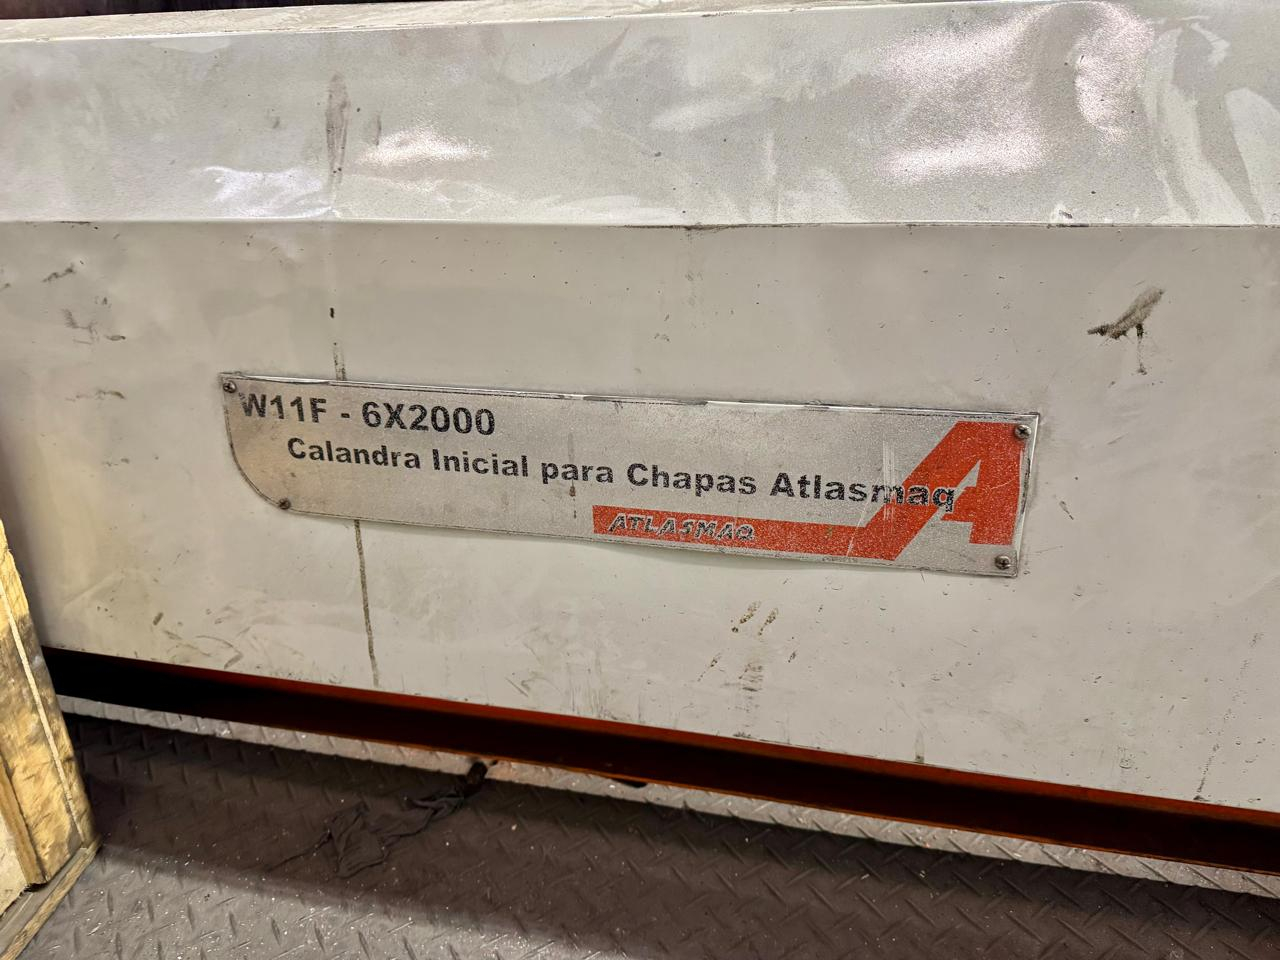 W11F - 6X2000
Calandra Inicial para Chapas Atlasmaq
ATLASMAQ